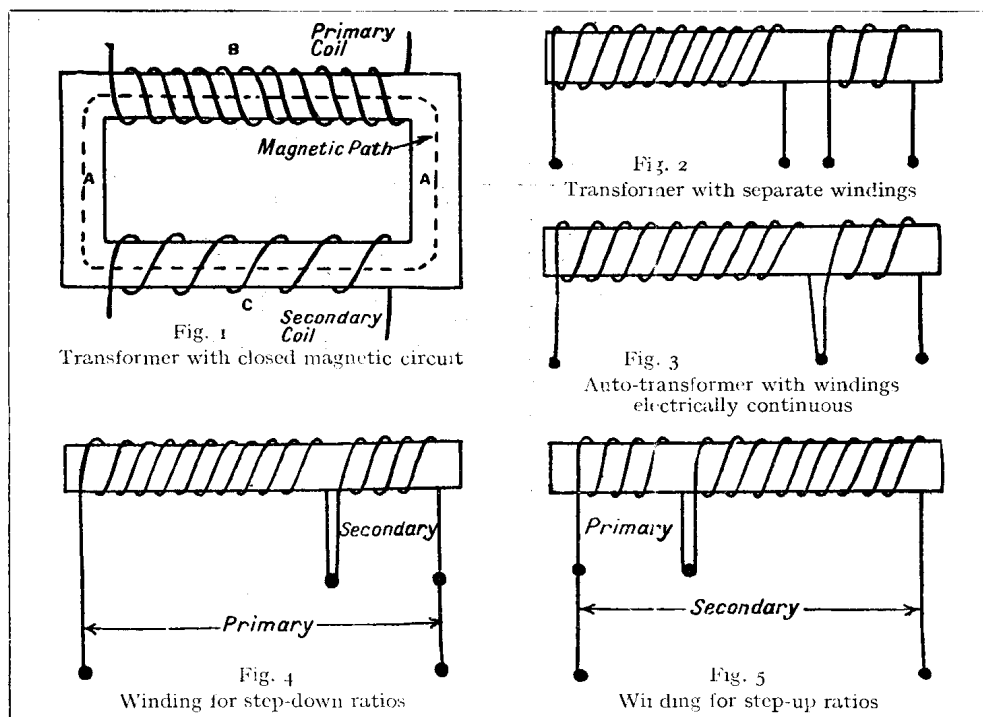 Primary
Coil
B
Magnetic Path
A
A
C
Secondary
Coil
Fig. 1
Transformer with closed magnetic circuit
Fig. 2
Transformer with separate windings
Fig. 3
Auto-transformer with windings
electrically continuous
Secondary
Primary
Fig. 4
Winding for step-down ratios
Primary
Secondary
Fig. 5
Winding for step-up ratios